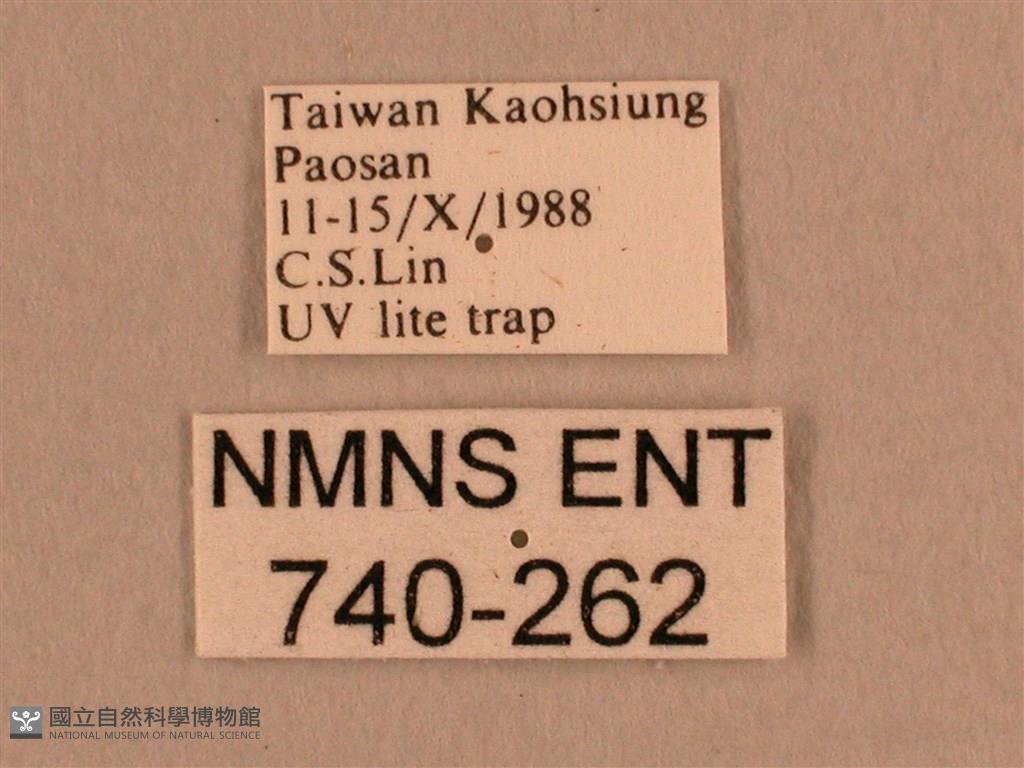 Taiwan Kaohsiung
Paosan
11-15/X/1988
C.S.Lin
UV lite trap
NMNS ENT
740-262
國立自然科學博物館
NATIONAL MUSEUM OF NATURAL SCIENCE